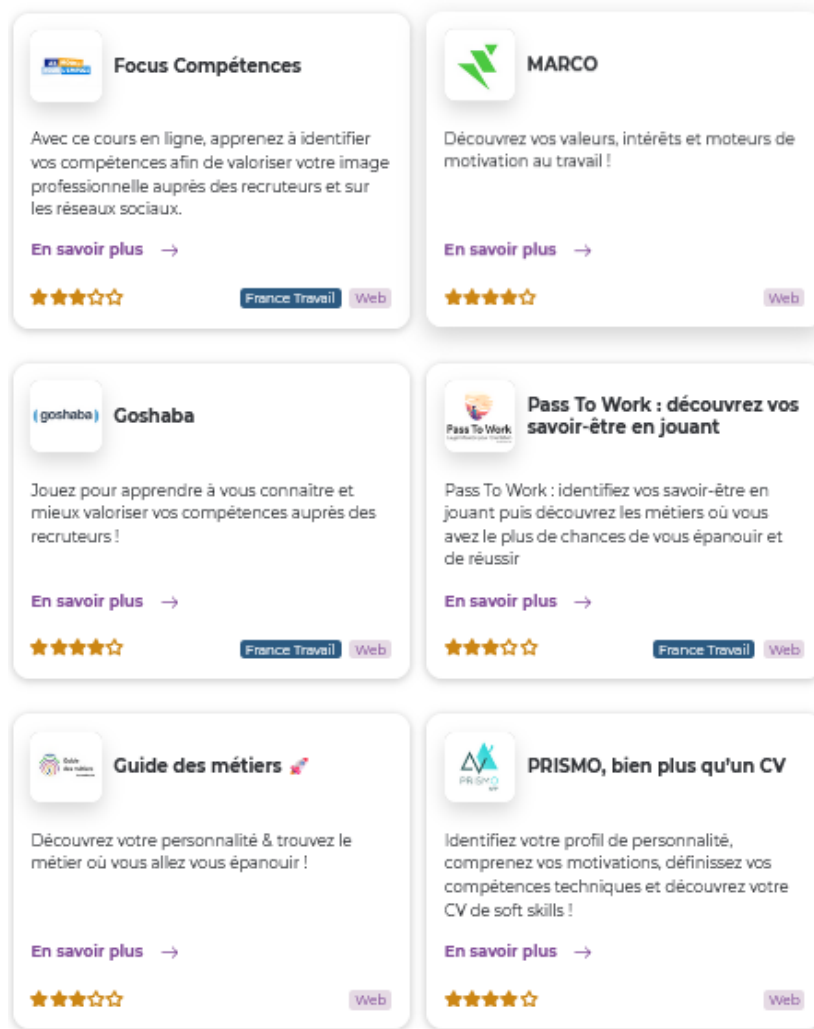 Focus Compétences
Avec ce cours en ligne, apprenez à identifier
vos compétences afin de valoriser votre image
professionnelle auprès des recruteurs et sur
les réseaux sociaux.
En savoir plus →
France Travail Web
MARCO
Découvrez vos valeurs, intérêts et moteurs de
motivation au travail !
En savoir plus →
Web
(goshaba)
Goshaba
Jouez pour apprendre à vous connaître et
mieux valoriser vos compétences auprès des
recruteurs !
En savoir plus →
France Travail Web
Pass To Work
Pass To Work : découvrez vos
savoir-être en jouant
Pass To Work : identifiez vos savoir-être en
jouant puis découvrez les métiers où vous
avez le plus de chances de vous épanouir et
de réussir
En savoir plus →
France Travail Web
Guide
des métiers
Guide des métiers 🚀
Découvrez votre personnalité & trouvez le
métier où vous allez vous épanouir !
En savoir plus →
Web
PRISMO
PRISMO, bien plus qu'un CV
Identifiez votre profil de personnalité,
comprenez vos motivations, définissez vos
compétences techniques et découvrez votre
CV de soft skills !
En savoir plus →
Web